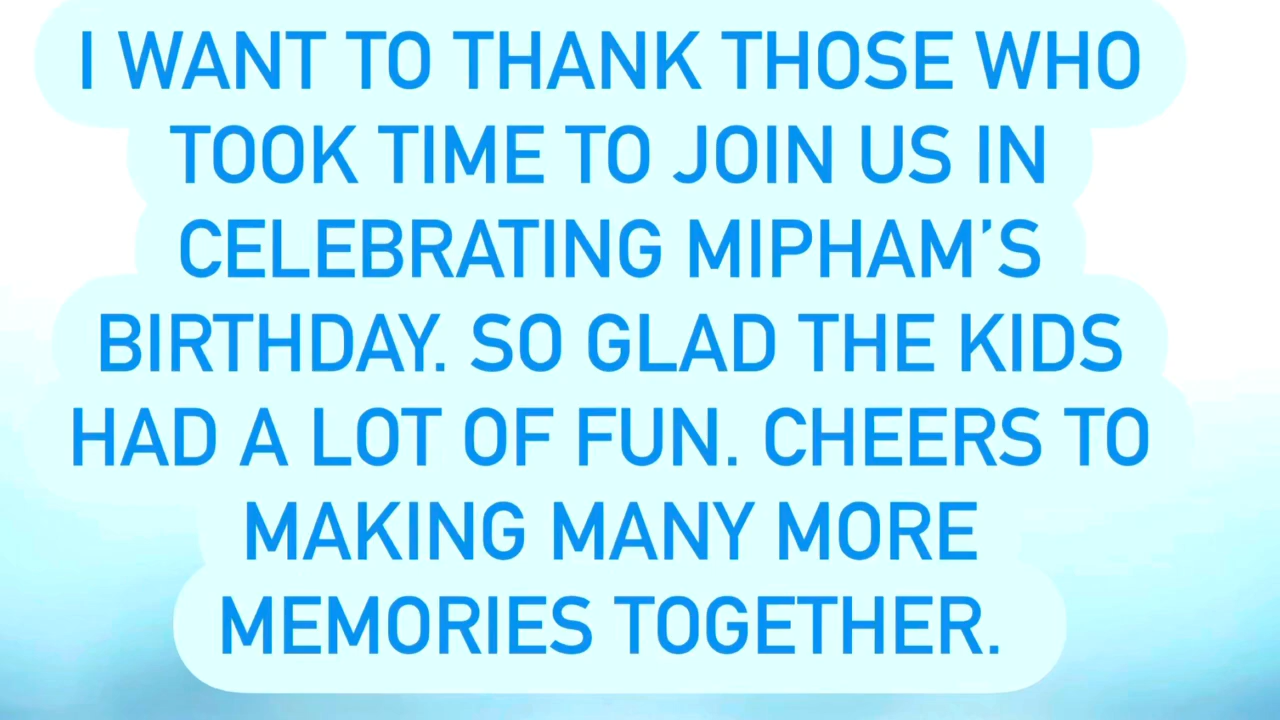 I WANT TO THANK THOSE WHO
TOOK TIME TO JOIN US IN
CELEBRATING MIPHAM'S
BIRTHDAY. SO GLAD THE KIDS
HAD A LOT OF FUN. CHEERS TO
MAKING MANY MORE
MEMORIES TOGETHER.